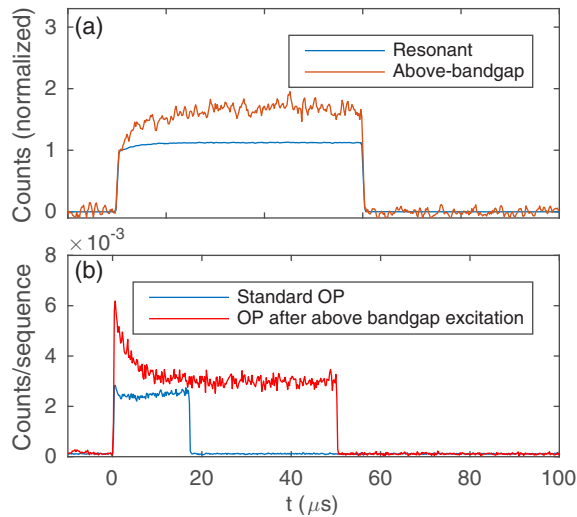 (a)
Resonant
Above-bandgap
Counts (normalized)
3
2
1
0
× 10⁻³
(b)
Standard OP
OP after above bandgap excitation
Counts/sequence
8
6
4
2
0
0 20 40 60 80 100
t (μs)